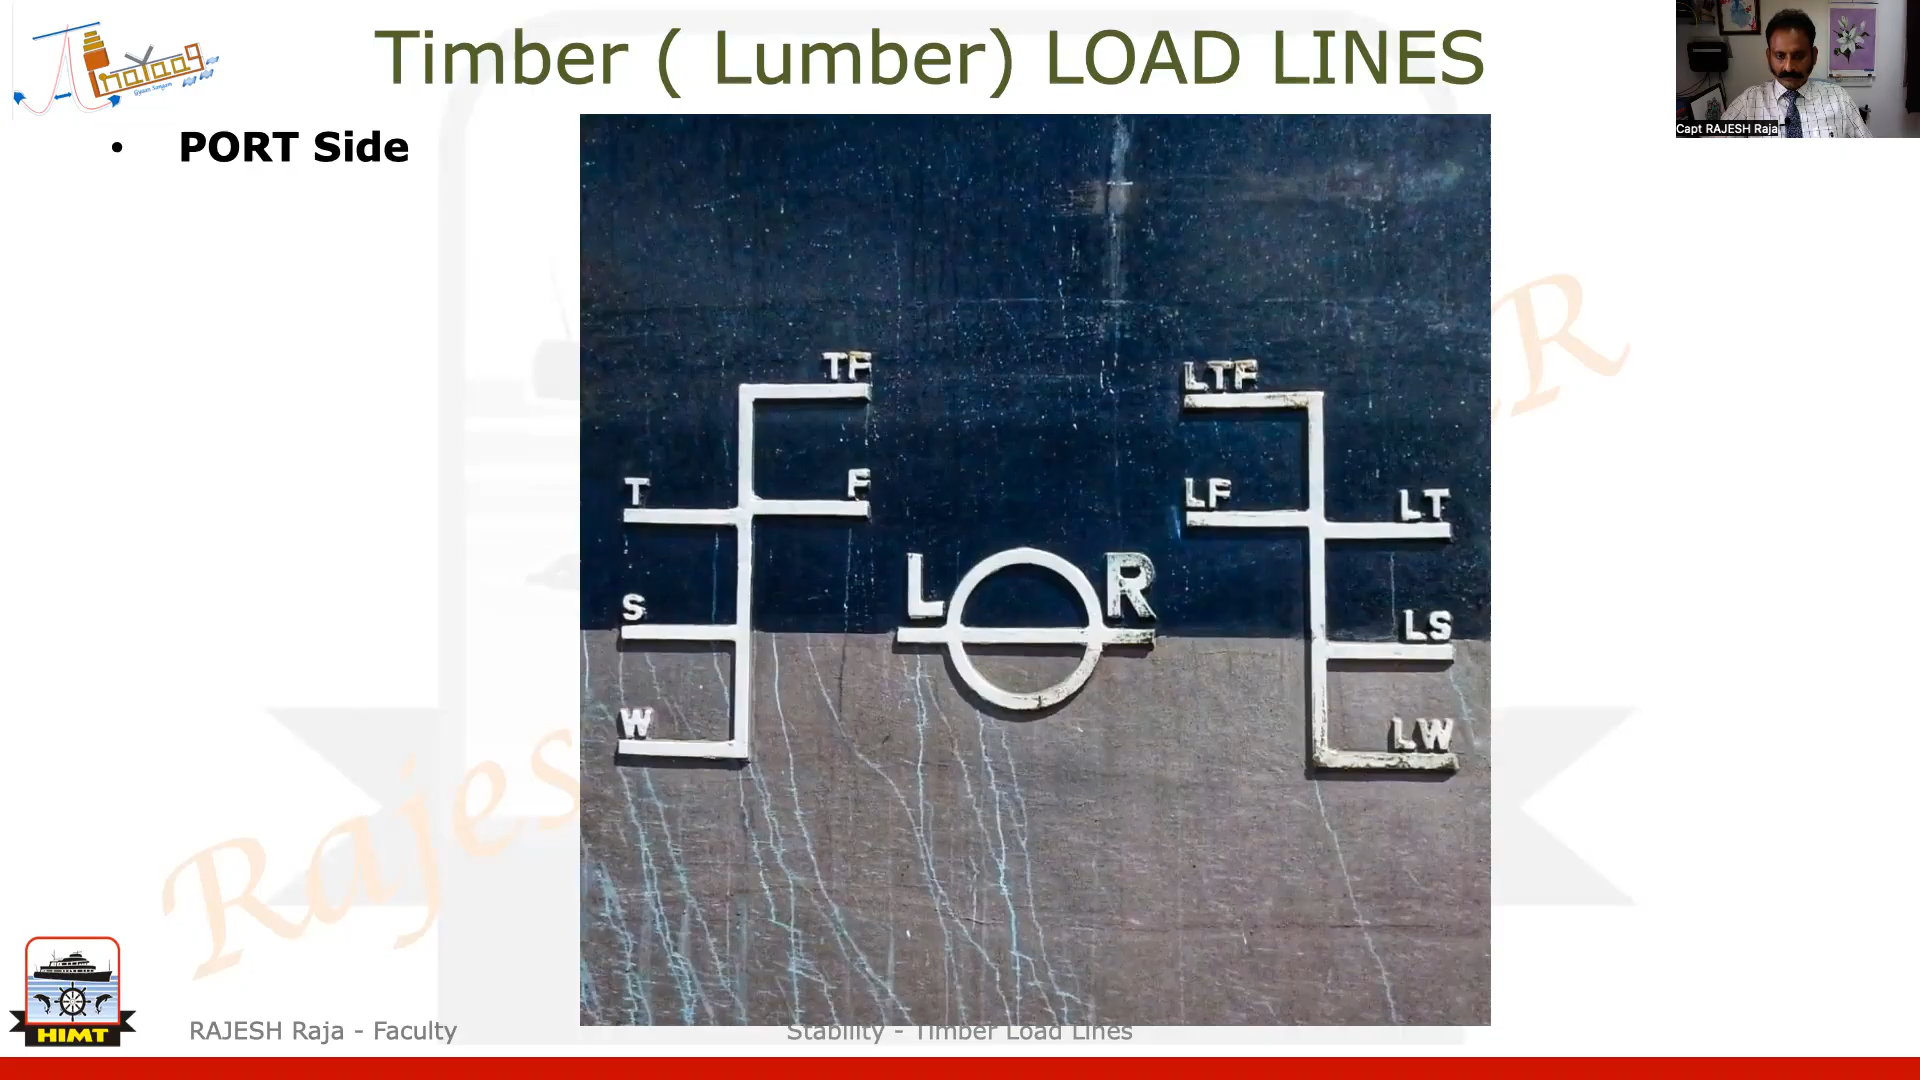 Timber ( Lumber) LOAD LINES
Capt RAJESH Raja
• PORT Side
TF
LTF
T
F
LF
LT
L R
S
LS
W
LW
Rajes
R
HIMT
RAJESH Raja - Faculty
Stability - Timber Load Lines